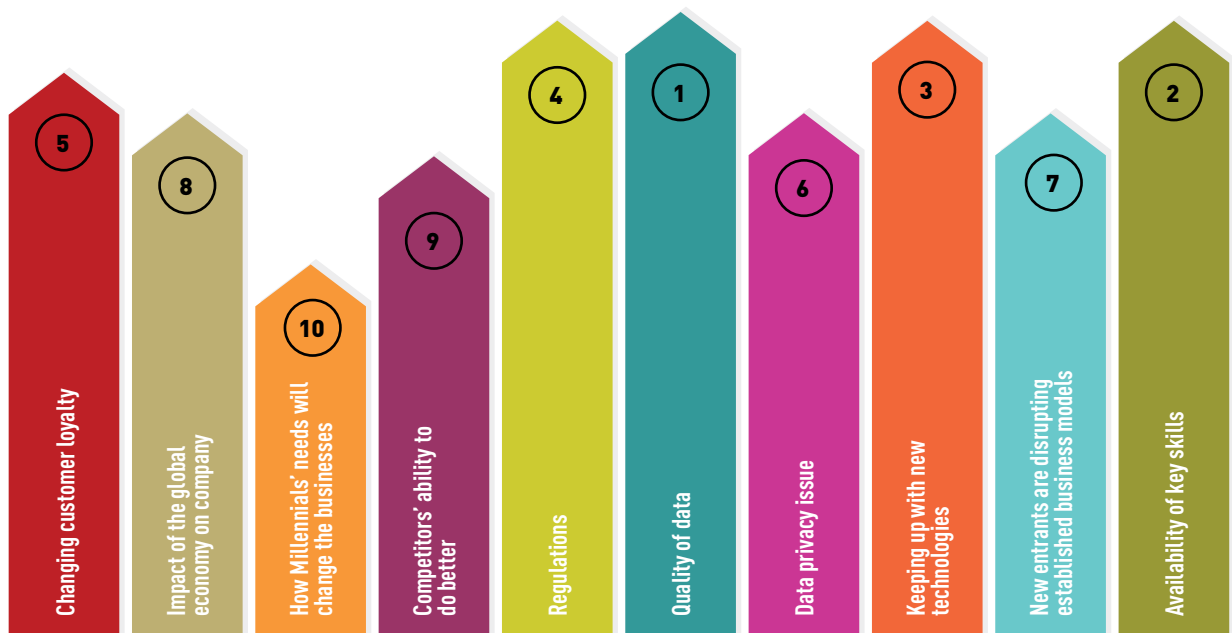 5
Changing customer loyalty
8
Impact of the global
economy on company
10
How Millennials’ needs will
change the businesses
9
Competitors’ ability to
do better
4
Regulations
1
Quality of data
6
Data privacy issue
3
Keeping up with new
technologies
7
New entrants are disrupting
established business models
2
Availability of key skills